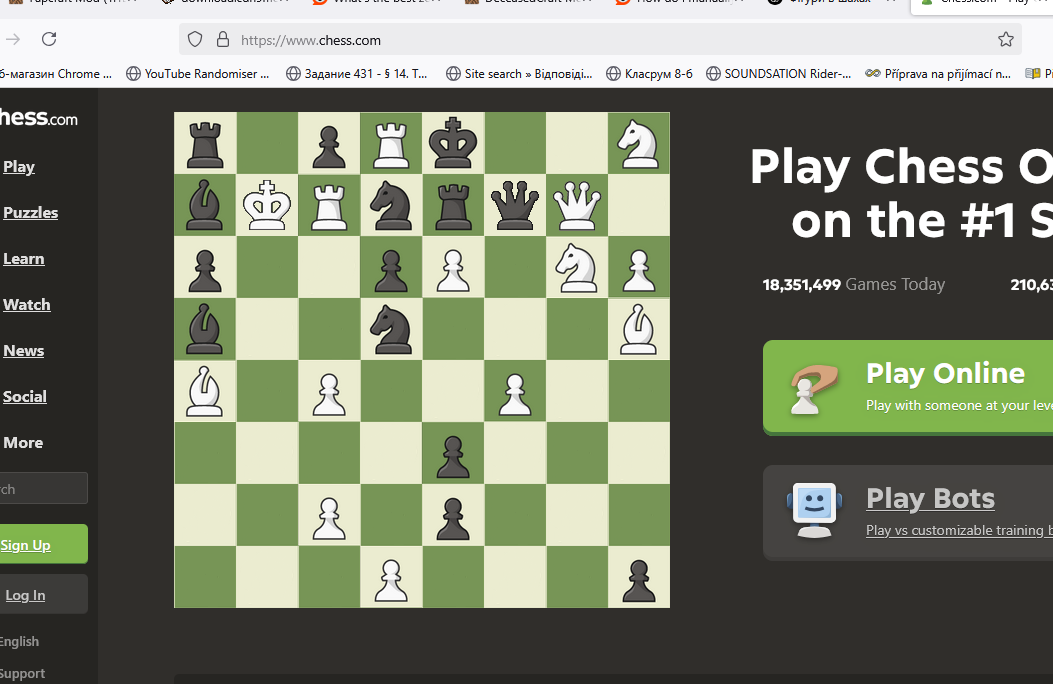 https://www.chess.com
б-магазин Chrome ... YouTube Randomiser ... Задание 431 - § 14. Т... Site search » Відповіді... Класрум 8-б SOUNDSATION Rider-... Příprava na přijímací n...
hess.com
Play
Puzzles
Learn
Watch
News
Social
More
rch
Sign Up
Log In
English
Support
Play Chess O
on the #1 S
18,351,499 Games Today 210,63
Play Online
Play with someone at your leve
Play Bots
Play vs customizable training b